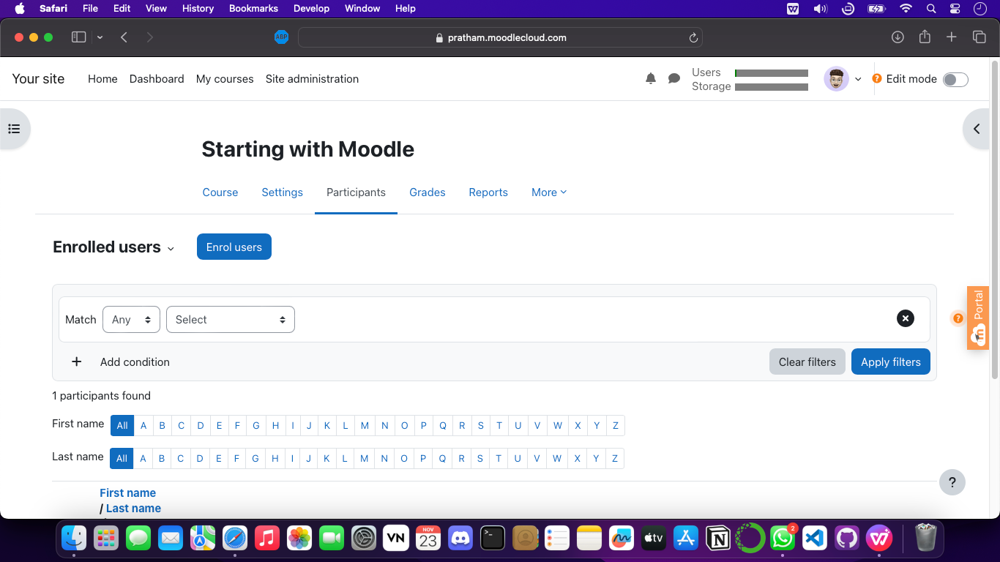 Safari File Edit View History Bookmarks Develop Window Help
ABP pratham.moodlecloud.com
Your site Home Dashboard My courses Site administration Users Storage ? Edit mode
Starting with Moodle
Course Settings Participants Grades Reports More
Enrolled users Enrol users
Match Any Select
Portal
?
m
+ Add condition Clear filters Apply filters
1 participants found
First name All A B C D E F G H I J K L M N O P Q R S T U V W X Y Z
Last name All A B C D E F G H I J K L M N O P Q R S T U V W X Y Z
?
First name
/ Last name
NOV
23
VN
tv
2